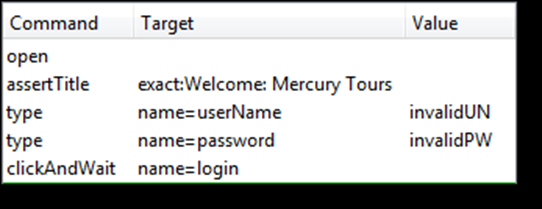 Command Target Value
open
assertTitle exact:Welcome: Mercury Tours
type name=userName invalidUN
type name=password invalidPW
clickAndWait name=login